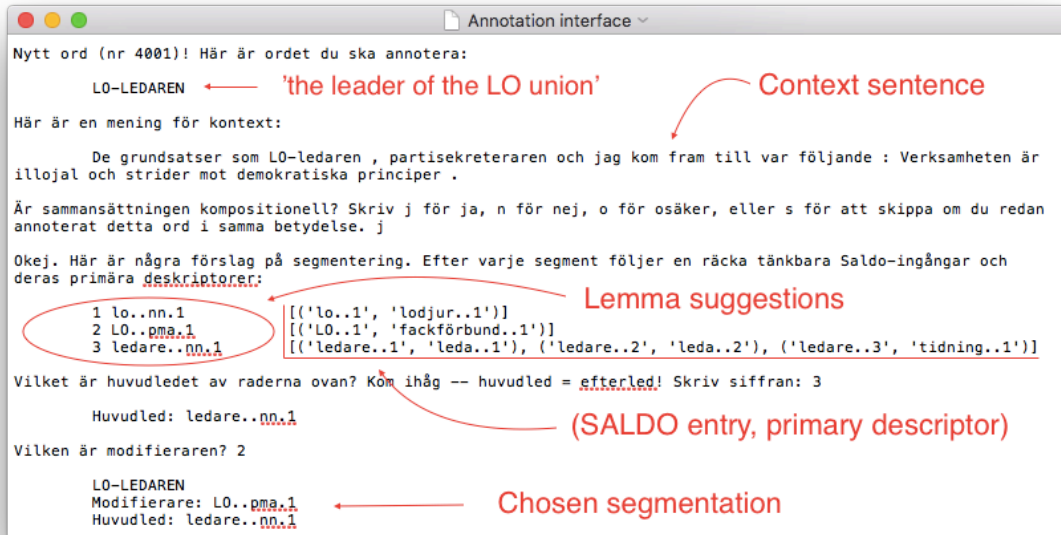 Annotation interface
Nytt ord (nr 4001)! Här är ordet du ska annotera:
LO-LEDAREN
'the leader of the LO union'
Context sentence
Här är en mening för kontext:
De grundsatser som LO-ledaren , partisekreteraren och jag kom fram till var följande : Verksamheten är
illojal och strider mot demokratiska principer .
Är sammansättningen kompositionell? Skriv j för ja, n för nej, o för osäker, eller s för att skippa om du redan
annoterat detta ord i samma betydelse. j
Okej. Här är några förslag på segmentering. Efter varje segment följer en räcka tänkbara Saldo-ingångar och
deras primära deskriptorer:
Lemma suggestions
1 lo..nn.1 [('lo..1', 'lodjur..1')]
2 LO..pma.1 [('LO..1', 'fackförbund..1')]
3 ledare..nn.1 [('ledare..1', 'leda..1'), ('ledare..2', 'leda..2'), ('ledare..3', 'tidning..1')]
Vilket är huvudledet av raderna ovan? Kom ihåg -- huvudled = efterled! Skriv siffran: 3
Huvudled: ledare..nn.1
(SALDO entry, primary descriptor)
Vilken är modifieraren? 2
LO-LEDAREN
Modifierare: LO..pma.1
Huvudled: ledare..nn.1
Chosen segmentation